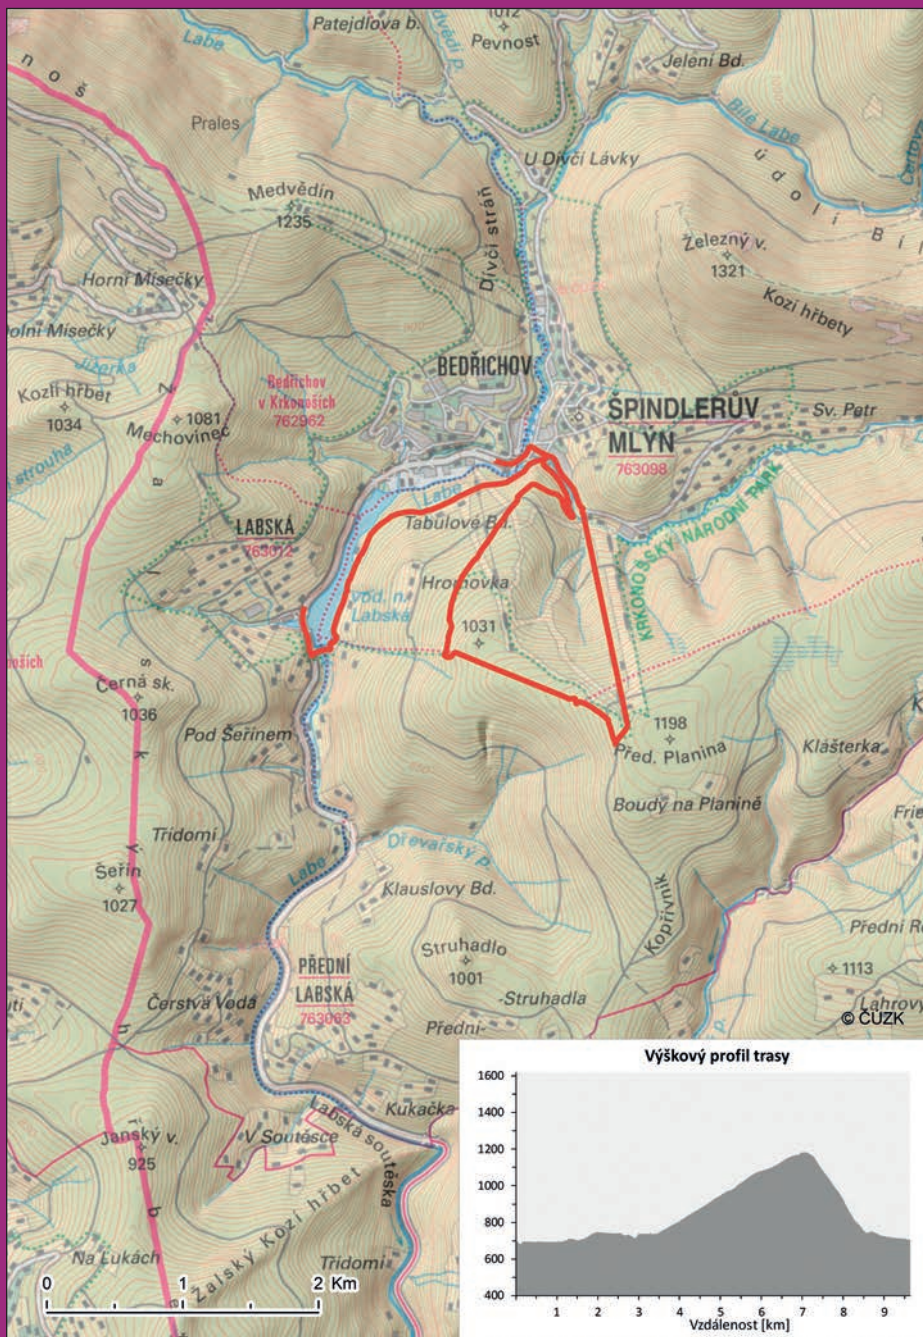 1012
Patejdlova b.
Pevnost
Labe
n o š
Jelení Bd.
Prales
Bílé Labe
U Dívčí Lávky
ú d o l í B í
Medvědín
1235
Dívčí stráň
Železný v.
1321
Horní Mísečky
Kozí hřbety
Dolní Mísečky
Jizerka
BEDŘICHOV
Kozlí hřbet
1034
Bedřichov
v Krkonoších
762962
1081
Mechovinec
ŠPINDLERŮV
MLÝN
763098
Sv. Petr
strouha
Labe
Tabulové Bd.
LABSKÁ
763012
KRKONOŠSKÝ NÁRODNÍ PARK
Hromovka
vod. n.
Labská
1031
Černá sk.
1036
Pod Šeřínem
1198
Před. Planina
Klášterka
Boudy na Planině
Třídomí
Dřevařský p.
Labe
Šeřín
1027
Klauslovy Bd.
Kopřivník
Struhadlo
1001
PŘEDNÍ
LABSKÁ
763063
Čerstvá Voda
-Struhadla
Přední-
1113
Lahrovy
© ČÚZK
Kukačka
Janský v.
925
V Soutěsce
Labská soutěska
Žalský Kozí hřbet
Na Lukách
Třídomí
0 1 2 Km
Výškový profil trasy
1600
1400
1200
1000
800
600
400
1 2 3 4 5 6 7 8 9
Vzdálenost [km]